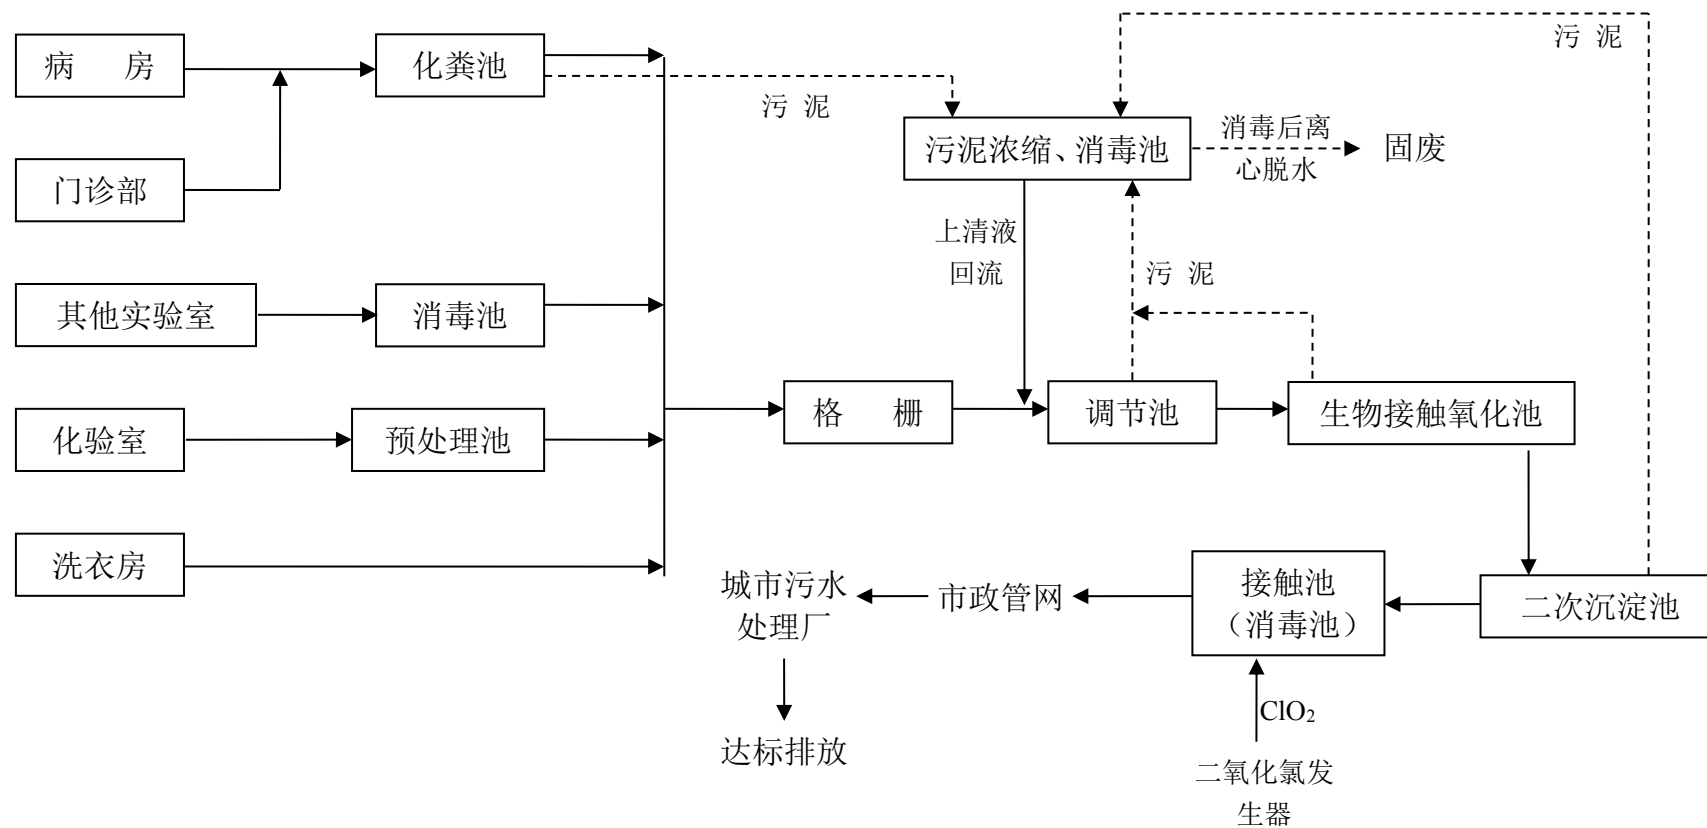 污 泥
病 房
化粪池
污 泥
消毒后离
心脱水
污泥浓缩、消毒池
固废
门诊部
上清液
回流
污 泥
其他实验室
消毒池
格 栅
调节池
生物接触氧化池
化验室
预处理池
洗衣房
城市污水
处理厂
市政管网
接触池
（消毒池）
二次沉淀池
ClO₂
达标排放
二氧化氯发
生器